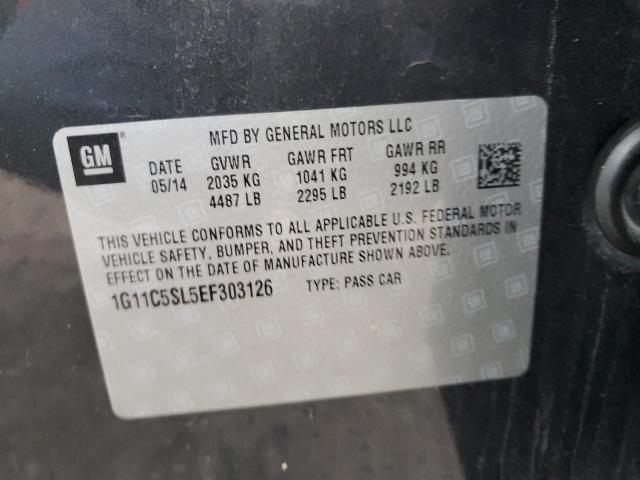 GM
MFD BY GENERAL MOTORS LLC
DATE GVWR GAWR FRT GAWR RR
05/14 2035 KG 1041 KG 994 KG
4487 LB 2295 LB 2192 LB
THIS VEHICLE CONFORMS TO ALL APPLICABLE U.S. FEDERAL MOTOR
VEHICLE SAFETY, BUMPER, AND THEFT PREVENTION STANDARDS IN
EFFECT ON THE DATE OF MANUFACTURE SHOWN ABOVE.
1G11C5SL5EF303126 TYPE: PASS CAR